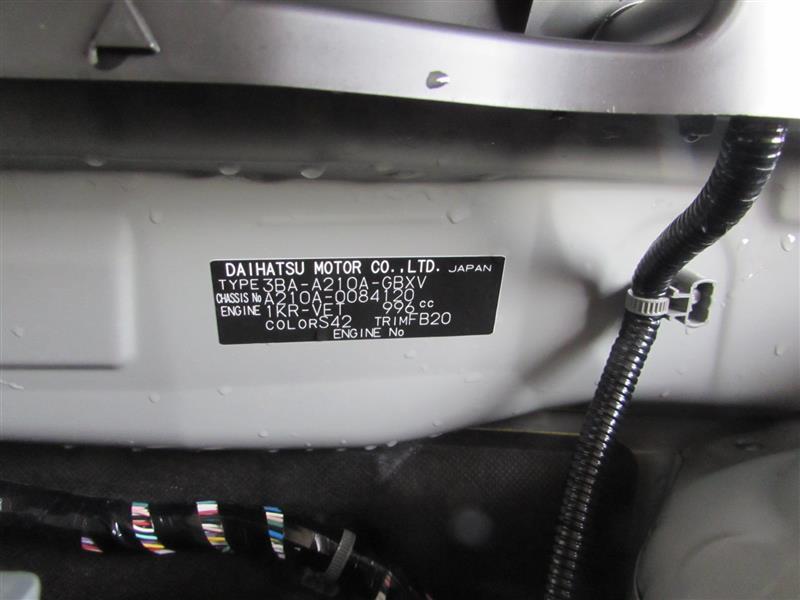 DAIHATSU MOTOR CO.,LTD. JAPAN
TYPE 3BA-A210A-GBXV
CHASSIS No A210A-0084120
ENGINE 1KR-VET 996 cc
COLOR S42 TRIM FB20
ENGINE No